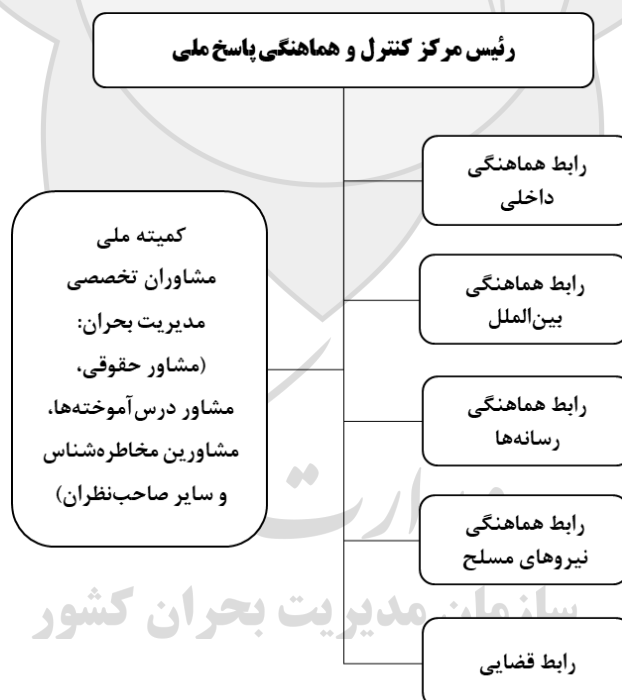 رئیس مرکز کنترل و هماهنگی پاسخ ملی
رابط هماهنگی
داخلی
رابط هماهنگی
بین‌الملل
رابط هماهنگی
رسانه‌ها
رابط هماهنگی
نیروهای مسلح
رابط قضایی
کمیته ملی
مشاوران تخصصی
مدیریت بحران:
(مشاور حقوقی،
مشاور درس‌آموخته‌ها،
مشاورین مخاطره‌شناس
و سایر صاحب‌نظران)
سازمان مدیریت بحران کشور